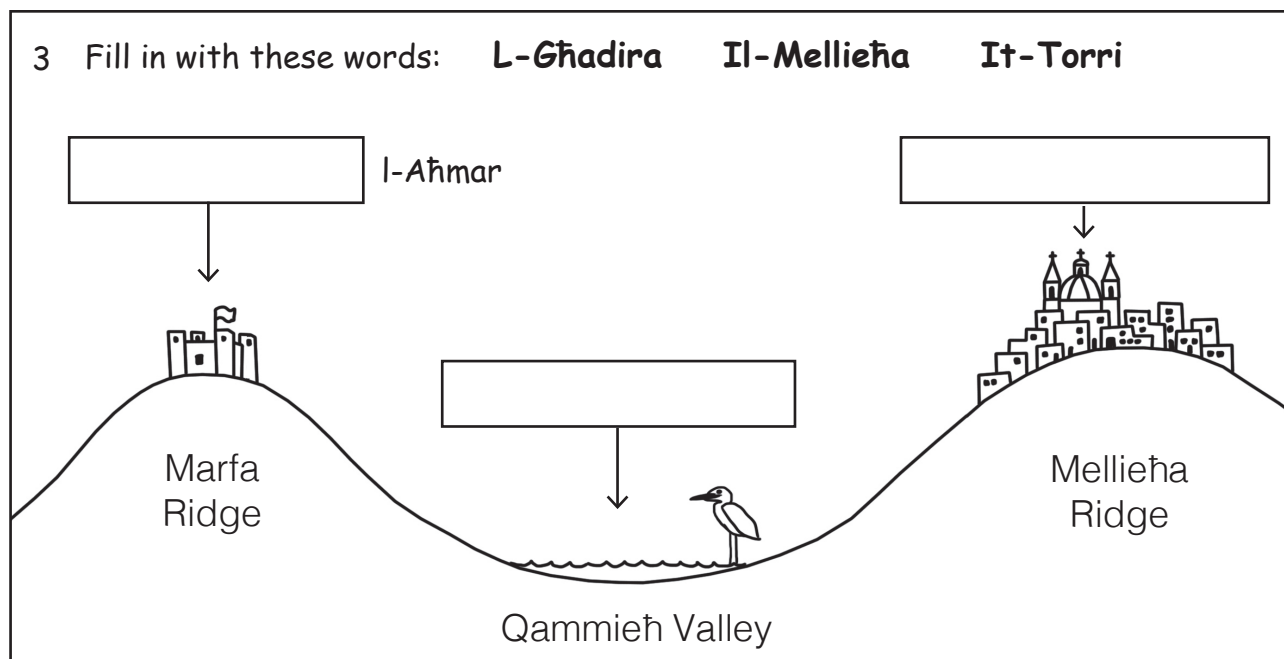 3 Fill in with these words: L-Għadira Il-Mellieħa It-Torri
l-Aħmar
Marfa
Ridge
Mellieħa
Ridge
Qammieħ Valley